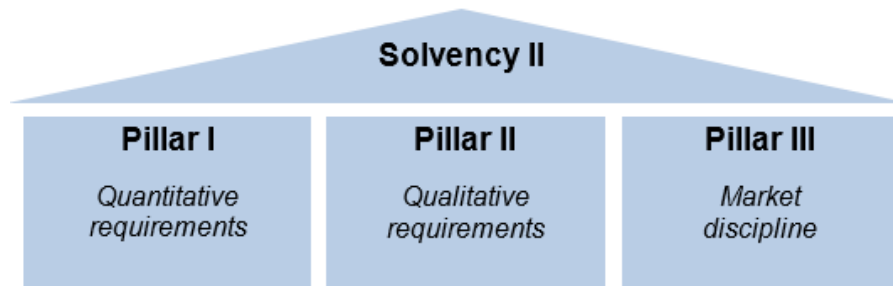 Solvency II
Pillar I
Quantitative
requirements
Pillar II
Qualitative
requirements
Pillar III
Market
discipline